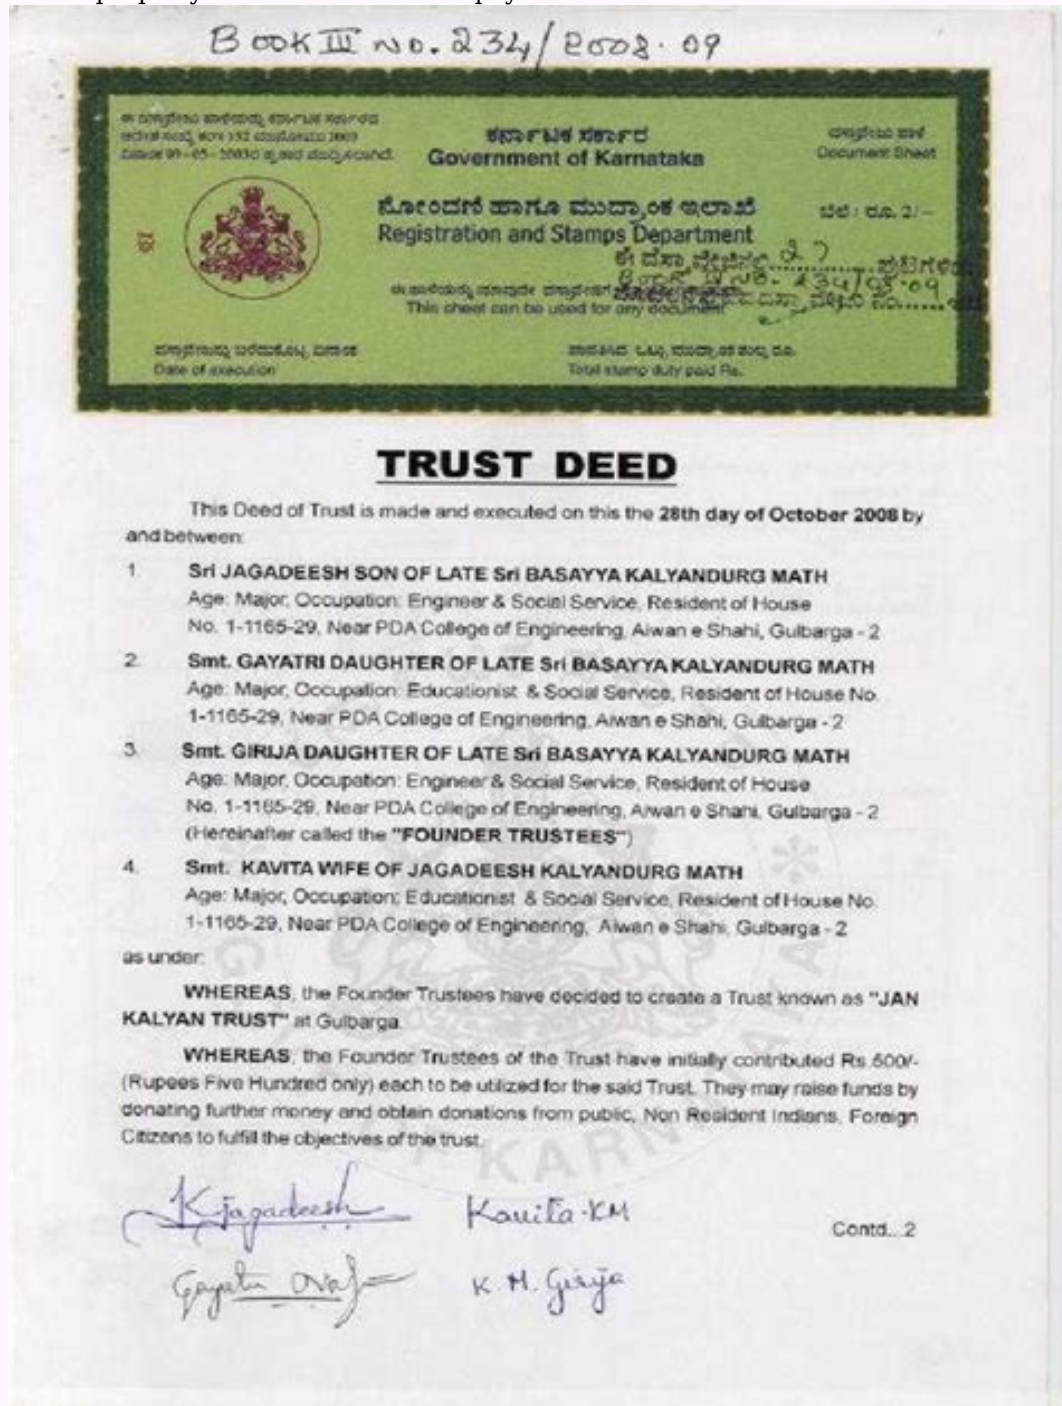 BOOK III NO. 234/2008.09
ಕರ್ನಾಟಕ ಸರ್ಕಾರ
Government of Karnataka
Document Sheet
ನೋಂದಣಿ ಹಾಗೂ ಮುದ್ರಾಂಕ ಇಲಾಖೆ
ಬೆಲೆ : ರೂ. 2/-
Registration and Stamps Department
This sheet can be used for any document
Date of execution
Total stamp duty paid Rs.
TRUST DEED
This Deed of Trust is made and executed on this the 28th day of October 2008 by
and between:
1. Sri JAGADEESH SON OF LATE Sri BASAYYA KALYANDURG MATH
Age: Major, Occupation: Engineer & Social Service, Resident of House
No. 1-1165-29, Near PDA College of Engineering, Aiwan e Shahi, Gulbarga - 2
2. Smt. GAYATRI DAUGHTER OF LATE Sri BASAYYA KALYANDURG MATH
Age: Major, Occupation: Educationist & Social Service, Resident of House No.
1-1165-29, Near PDA College of Engineering, Aiwan e Shahi, Gulbarga - 2
3. Smt. GIRIJA DAUGHTER OF LATE Sri BASAYYA KALYANDURG MATH
Age: Major, Occupation: Engineer & Social Service, Resident of House
No. 1-1165-29, Near PDA College of Engineering, Aiwan e Shahi, Gulbarga - 2
(Hereinafter called the "FOUNDER TRUSTEES")
4. Smt. KAVITA WIFE OF JAGADEESH KALYANDURG MATH
Age: Major, Occupation: Educationist & Social Service, Resident of House No.
1-1165-29, Near PDA College of Engineering, Aiwan e Shahi, Gulbarga - 2
as under:
WHEREAS, the Founder Trustees have decided to create a Trust known as "JAN
KALYAN TRUST" at Gulbarga.
WHEREAS, the Founder Trustees of the Trust have initially contributed Rs.500/-
(Rupees Five Hundred only) each to be utilized for the said Trust. They may raise funds by
donating further money and obtain donations from public, Non Resident Indians, Foreign
Citizens to fulfill the objectives of the trust.
KJagadeesh Kavita.KM
Contd...2
Gayatri K. M. Girija